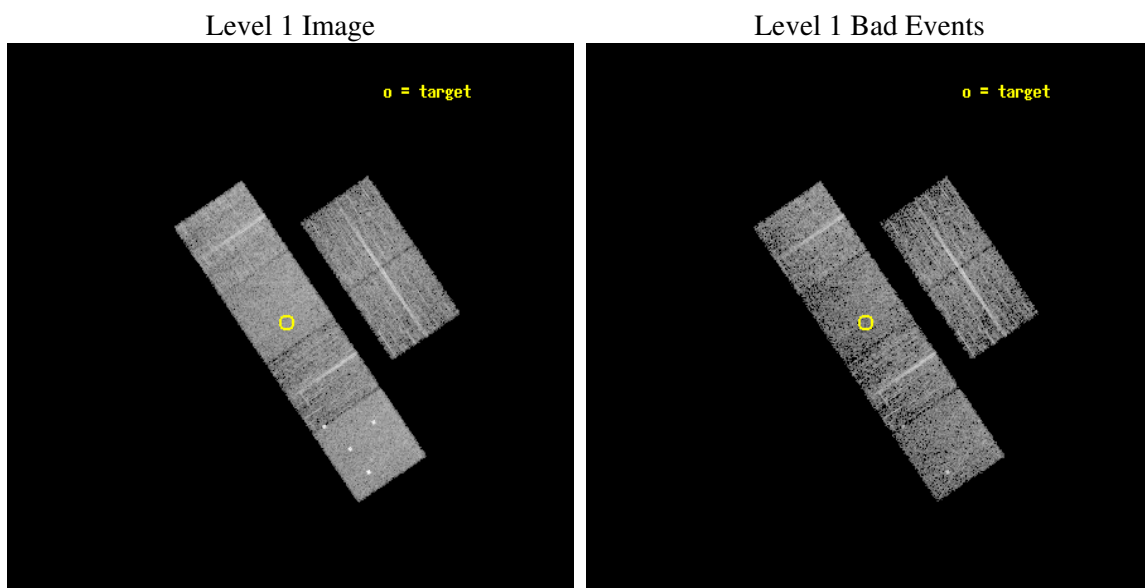 Level 1 Image
Level 1 Bad Events
o = target
o = target